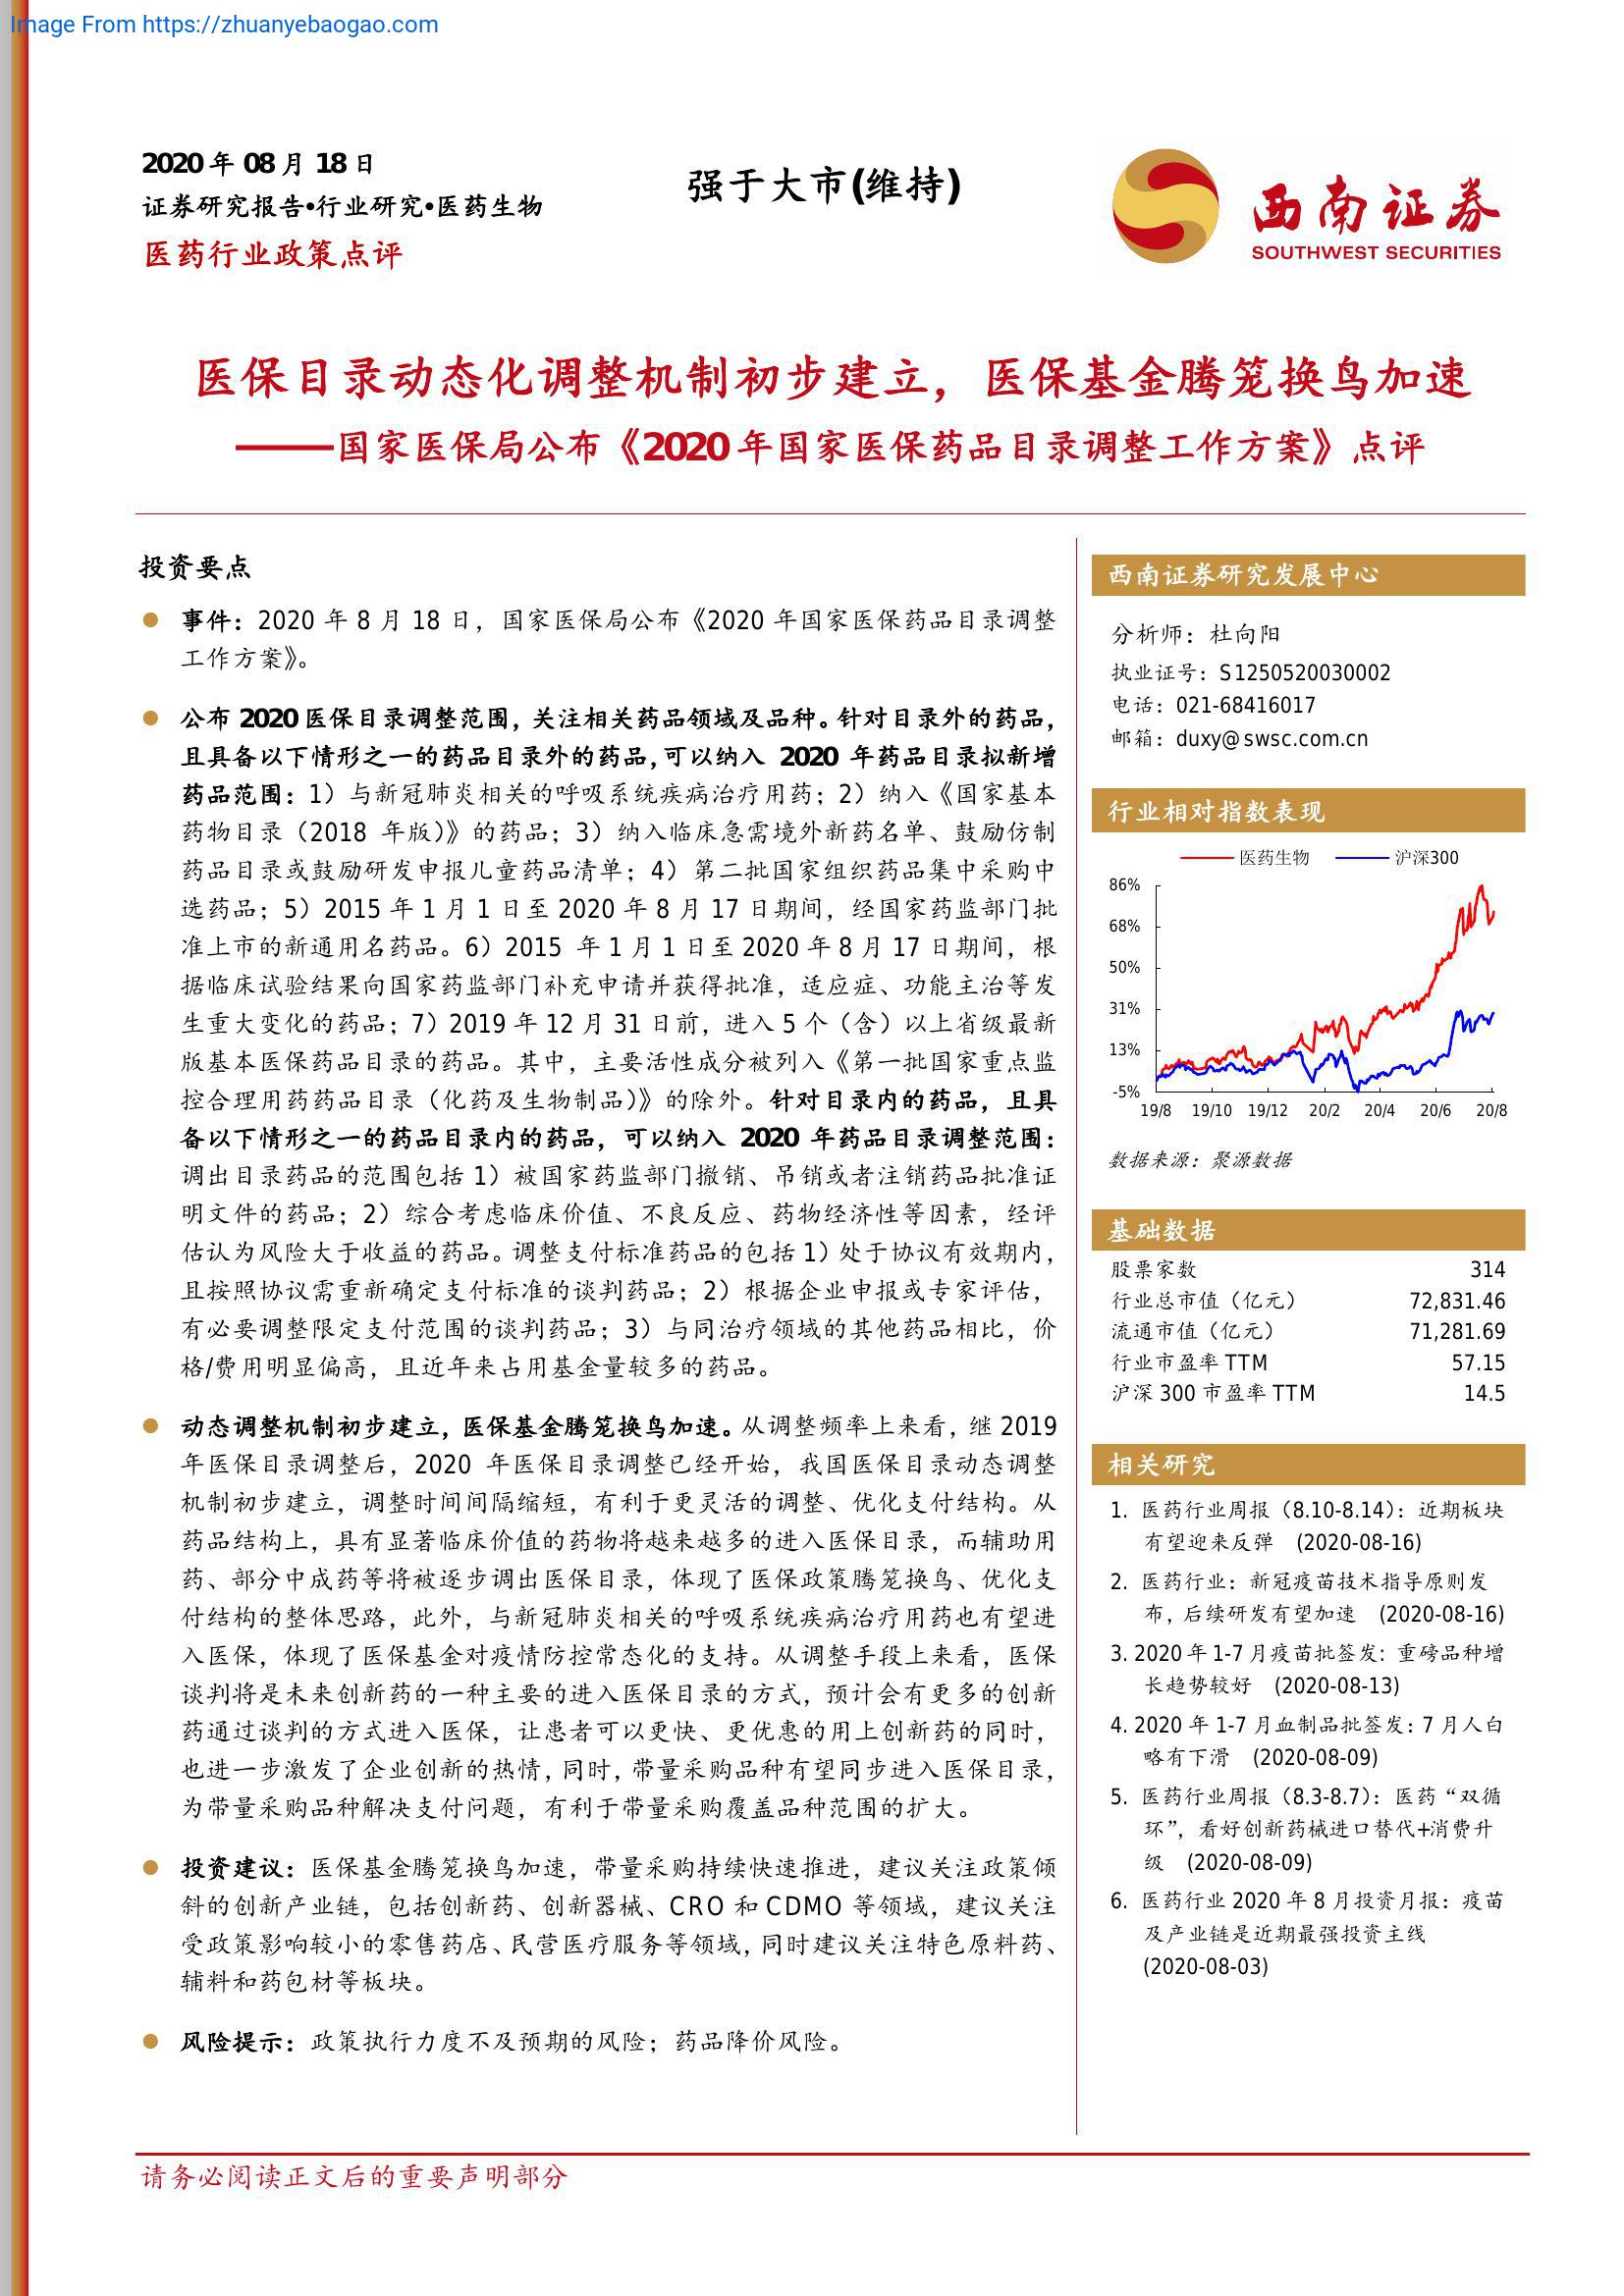 Image From https://zhuanyebaogao.com
2020 年 08 月 18 日
证券研究报告•行业研究•医药生物
医药行业政策点评
强于大市(维持)
西南证券
SOUTHWEST SECURITIES
医保目录动态化调整机制初步建立，医保基金腾笼换鸟加速
———国家医保局公布《2020 年国家医保药品目录调整工作方案》点评
投资要点
事件：2020 年 8 月 18 日，国家医保局公布《2020 年国家医保药品目录调整
工作方案》。
公布 2020 医保目录调整范围，关注相关药品领域及品种。针对目录外的药品，
且具备以下情形之一的药品目录外的药品，可以纳入 2020 年药品目录拟新增
药品范围：1）与新冠肺炎相关的呼吸系统疾病治疗用药；2）纳入《国家基本
药物目录（2018 年版）》的药品；3）纳入临床急需境外新药名单、鼓励仿制
药品目录或鼓励研发申报儿童药品清单；4）第二批国家组织药品集中采购中
选药品；5）2015 年 1 月 1 日至 2020 年 8 月 17 日期间，经国家药监部门批
准上市的新通用名药品。6）2015 年 1 月 1 日至 2020 年 8 月 17 日期间，根
据临床试验结果向国家药监部门补充申请并获得批准，适应症、功能主治等发
生重大变化的药品；7）2019 年 12 月 31 日前，进入 5 个（含）以上省级最新
版基本医保药品目录的药品。其中，主要活性成分被列入《第一批国家重点监
控合理用药药品目录（化药及生物制品）》的除外。针对目录内的药品，且具
备以下情形之一的药品目录内的药品，可以纳入 2020 年药品目录调整范围：
调出目录药品的范围包括 1）被国家药监部门撤销、吊销或者注销药品批准证
明文件的药品；2）综合考虑临床价值、不良反应、药物经济性等因素，经评
估认为风险大于收益的药品。调整支付标准药品的包括 1）处于协议有效期内，
且按照协议需重新确定支付标准的谈判药品；2）根据企业申报或专家评估，
有必要调整限定支付范围的谈判药品；3）与同治疗领域的其他药品相比，价
格/费用明显偏高，且近年来占用基金量较多的药品。
动态调整机制初步建立，医保基金腾笼换鸟加速。从调整频率上来看，继 2019
年医保目录调整后，2020 年医保目录调整已经开始，我国医保目录动态调整
机制初步建立，调整时间间隔缩短，有利于更灵活的调整、优化支付结构。从
药品结构上，具有显著临床价值的药物将越来越多的进入医保目录，而辅助用
药、部分中成药等将被逐步调出医保目录，体现了医保政策腾笼换鸟、优化支
付结构的整体思路，此外，与新冠肺炎相关的呼吸系统疾病治疗用药也有望进
入医保，体现了医保基金对疫情防控常态化的支持。从调整手段上来看，医保
谈判将是未来创新药的一种主要的进入医保目录的方式，预计会有更多的创新
药通过谈判的方式进入医保，让患者可以更快、更优惠的用上创新药的同时，
也进一步激发了企业创新的热情，同时，带量采购品种有望同步进入医保目录，
为带量采购品种解决支付问题，有利于带量采购覆盖品种范围的扩大。
投资建议：医保基金腾笼换鸟加速，带量采购持续快速推进，建议关注政策倾
斜的创新产业链，包括创新药、创新器械、CRO 和 CDMO 等领域，建议关注
受政策影响较小的零售药店、民营医疗服务等领域，同时建议关注特色原料药、
辅料和药包材等板块。
风险提示：政策执行力度不及预期的风险；药品降价风险。
西南证券研究发展中心
分析师：杜向阳
执业证号：S1250520030002
电话：021-68416017
邮箱：duxy@swsc.com.cn
行业相对指数表现
医药生物 沪深300
86%
68%
50%
31%
13%
-5%
19/8 19/10 19/12 20/2 20/4 20/6 20/8
数据来源：聚源数据
基础数据
股票家数 314
行业总市值（亿元） 72,831.46
流通市值（亿元） 71,281.69
行业市盈率 TTM 57.15
沪深 300 市盈率 TTM 14.5
相关研究
1. 医药行业周报（8.10-8.14）：近期板块
有望迎来反弹 (2020-08-16)
2. 医药行业：新冠疫苗技术指导原则发
布，后续研发有望加速 (2020-08-16)
3. 2020 年 1-7 月疫苗批签发：重磅品种增
长趋势较好 (2020-08-13)
4. 2020 年 1-7 月血制品批签发：7 月人白
略有下滑 (2020-08-09)
5. 医药行业周报（8.3-8.7）：医药“双循
环”，看好创新药械进口替代+消费升
级 (2020-08-09)
6. 医药行业 2020 年 8 月投资月报：疫苗
及产业链是近期最强投资主线
(2020-08-03)
请务必阅读正文后的重要声明部分